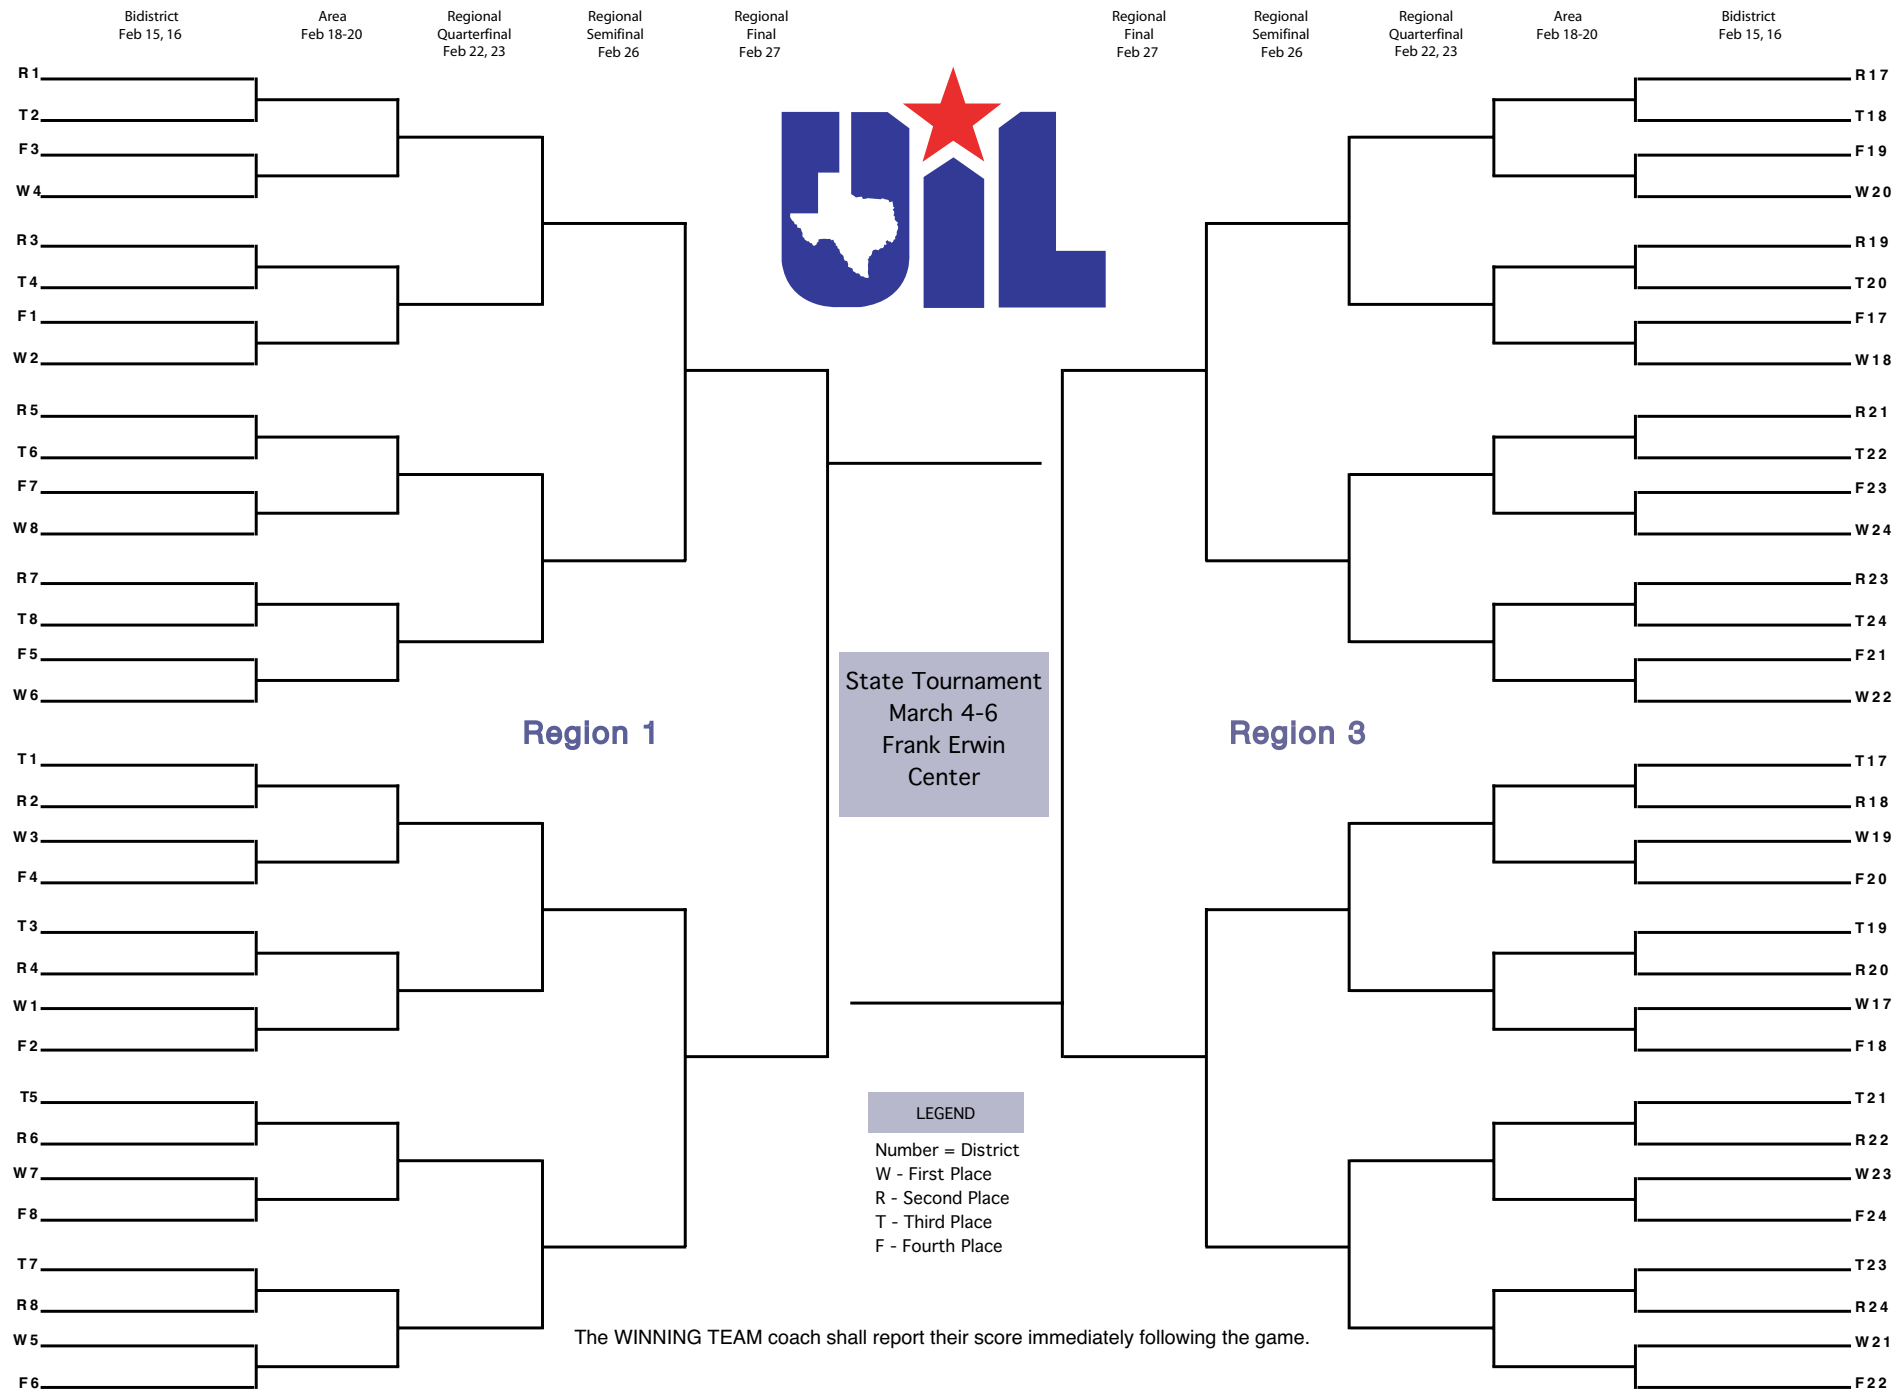 Bidistrict
Feb 15, 16
Area
Feb 18-20
Regional
Quarterfinal
Feb 22, 23
Regional
Semifinal
Feb 26
Regional
Final
Feb 27
Regional
Final
Feb 27
Regional
Semifinal
Feb 26
Regional
Quarterfinal
Feb 22, 23
Area
Feb 18-20
Bidistrict
Feb 15, 16
UIL
R1
T2
F3
W4
R3
T4
F1
W2
R5
T6
F7
W8
R7
T8
F5
W6
Region 1
T1
R2
W3
F4
T3
R4
W1
F2
T5
R6
W7
F8
T7
R8
W5
F6
State Tournament
March 4-6
Frank Erwin
Center
LEGEND
Number = District
W - First Place
R - Second Place
T - Third Place
F - Fourth Place
The WINNING TEAM coach shall report their score immediately following the game.
R17
T18
F19
W20
R19
T20
F17
W18
R21
T22
F23
W24
R23
T24
F21
W22
Region 3
T17
R18
W19
F20
T19
R20
W17
F18
T21
R22
W23
F24
T23
R24
W21
F22